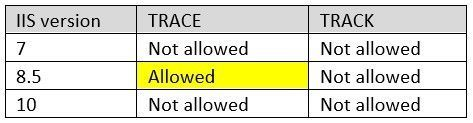 IIS version TRACE TRACK
7 Not allowed Not allowed
8.5 Allowed Not allowed
10 Not allowed Not allowed